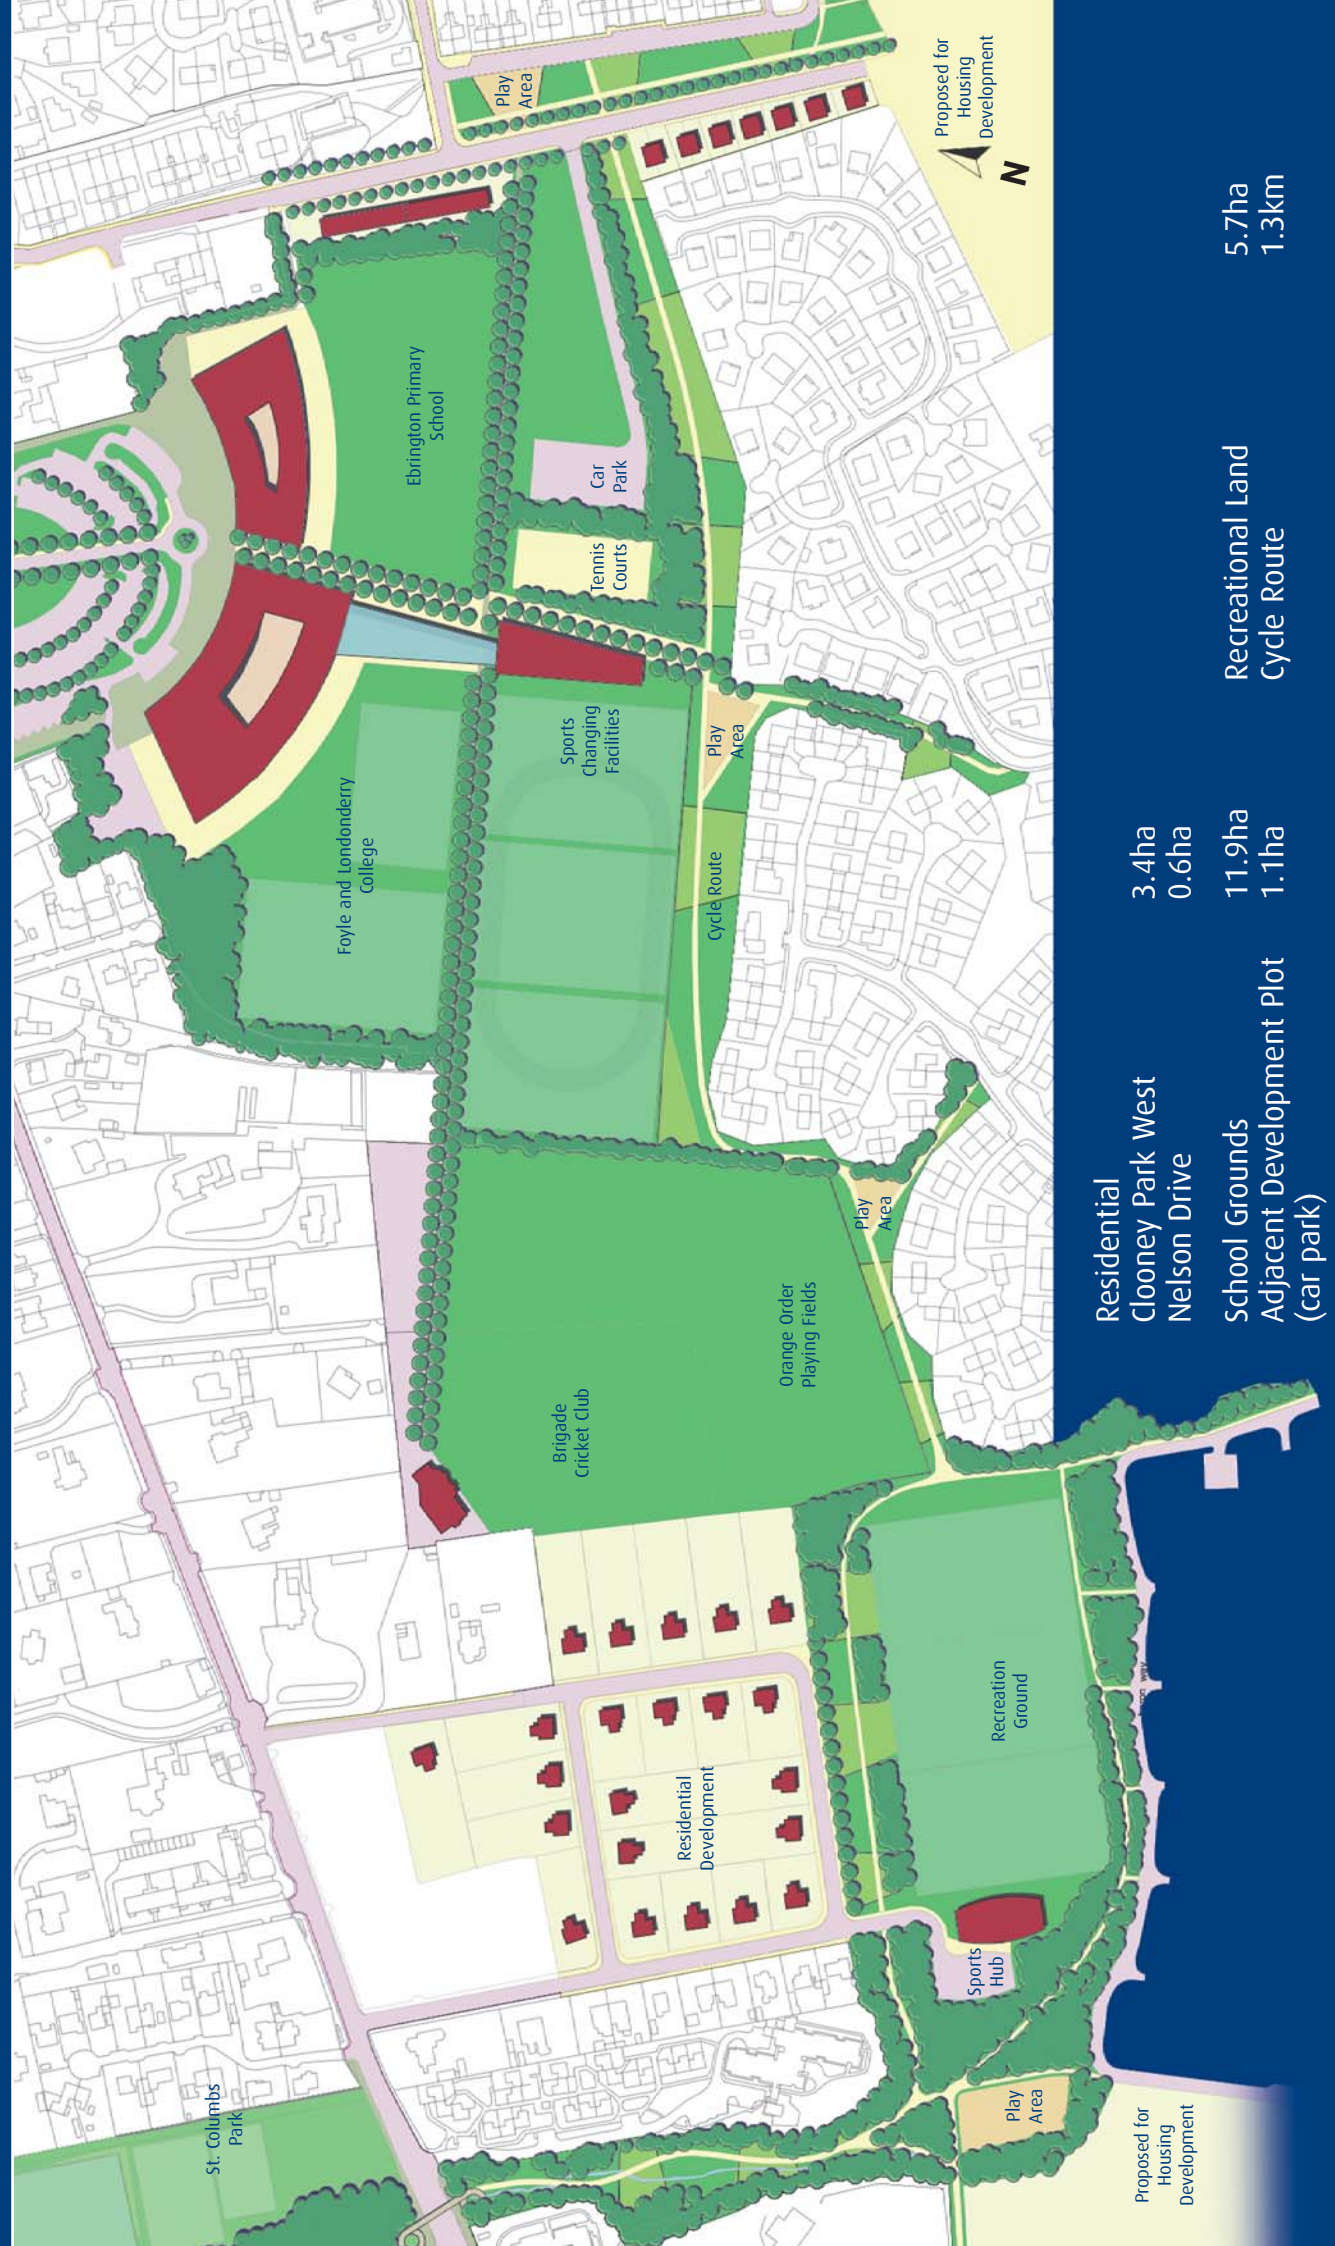 St. Columbs
Park
Foyle and Londonderry
College
Ebrington Primary
School
Play
Area
Proposed for
Housing
Development
N
Brigade
Cricket Club
Sports
Changing
Facilities
Tennis
Courts
Car
Park
Residential
Development
Orange Order
Playing Fields
Cycle Route
Play
Area
Play
Area
Sports
Hub
Recreation
Ground
Play
Area
Proposed for
Housing
Development
Residential
Clooney Park West 3.4ha
Nelson Drive 0.6ha
School Grounds 11.9ha
Adjacent Development Plot 1.1ha
(car park)
Recreational Land 5.7ha
Cycle Route 1.3km